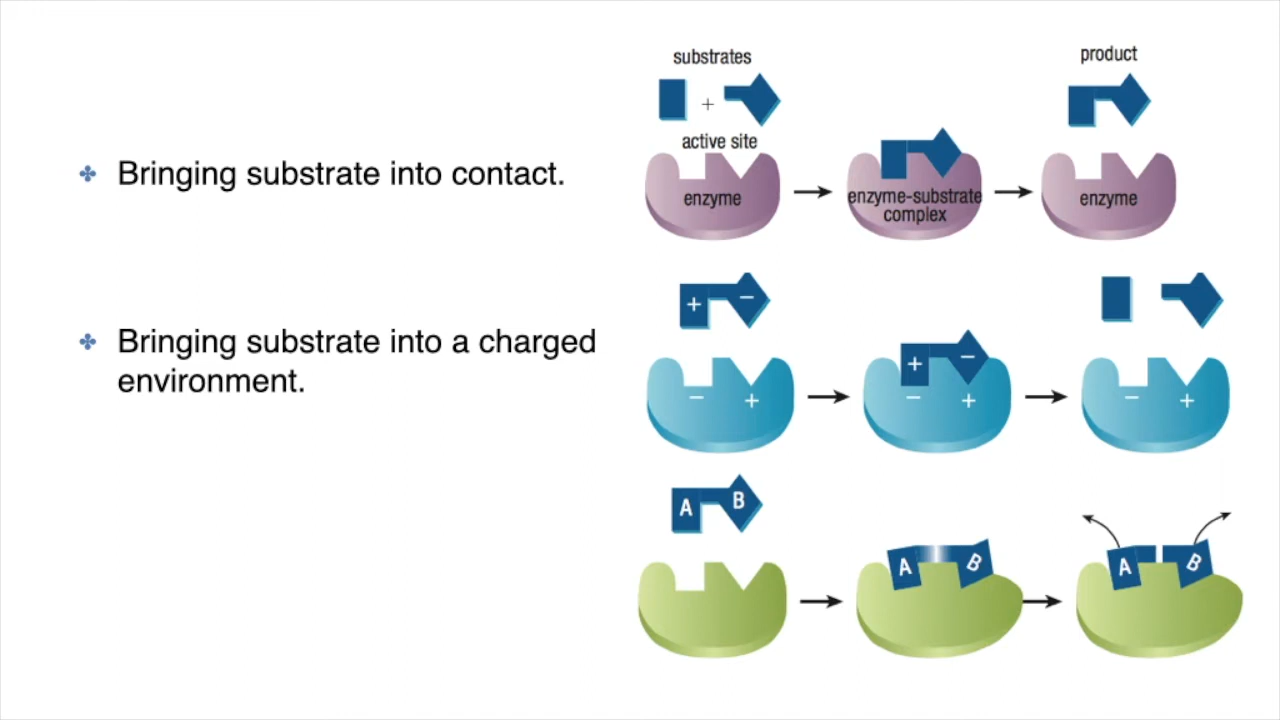 substrates
product
+
active site
✤ Bringing substrate into contact.
enzyme
enzyme-substrate
complex
enzyme
✤ Bringing substrate into a charged
environment.
+ −
+ −
− +
− +
− +
A B
A B
A B